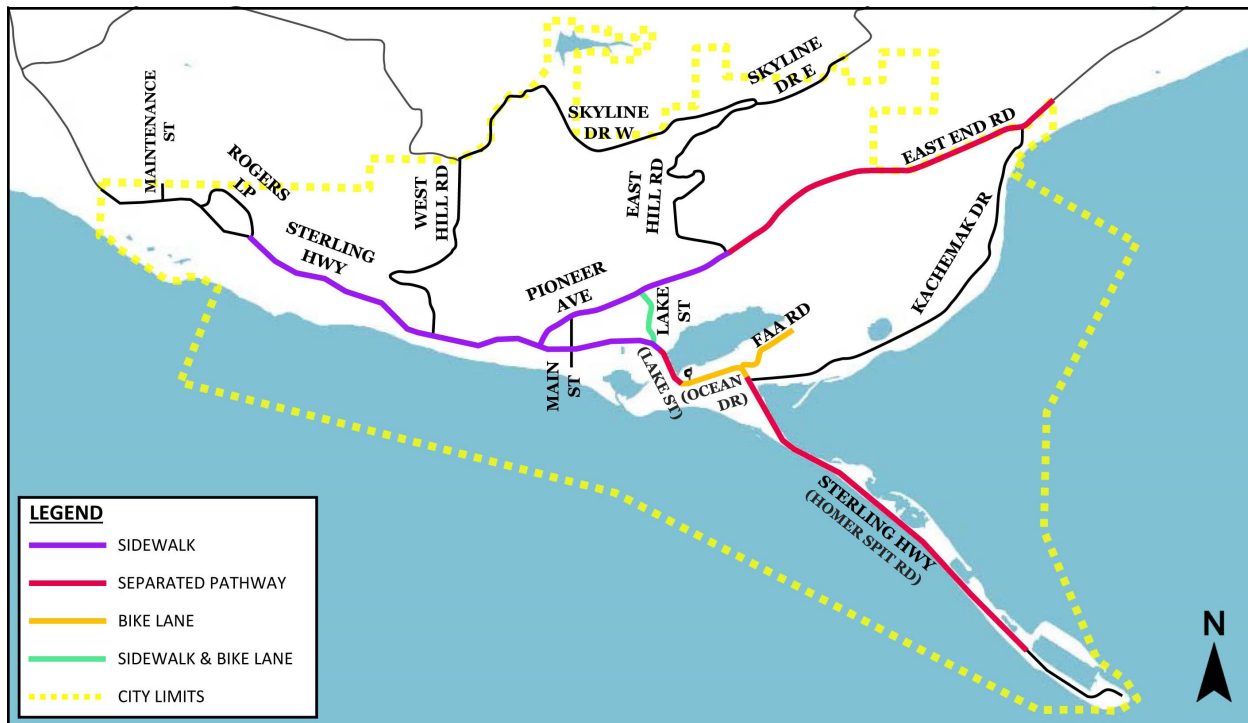 MAINTENANCE
ST
ROGERS
LP
STERLING
HWY
WEST
HILL RD
SKYLINE
DR W
SKYLINE
DR E
EAST
HILL RD
EAST END RD
KACHEMAK DR
PIONEER
AVE
LAKE
ST
FAA RD
MAIN
ST
(LAKE ST)
(OCEAN
DR)
STERLING HWY
(HOMER SPIT RD)
LEGEND
SIDEWALK
SEPARATED PATHWAY
BIKE LANE
SIDEWALK & BIKE LANE
CITY LIMITS
N